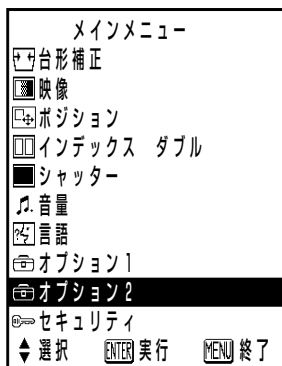 メインメニュー
台形補正
映像
ポジション
インデックス ダブル
シャッター
音量
言語
オプション1
オプション2
セキュリティ
選択 ENTER 実行 MENU 終了